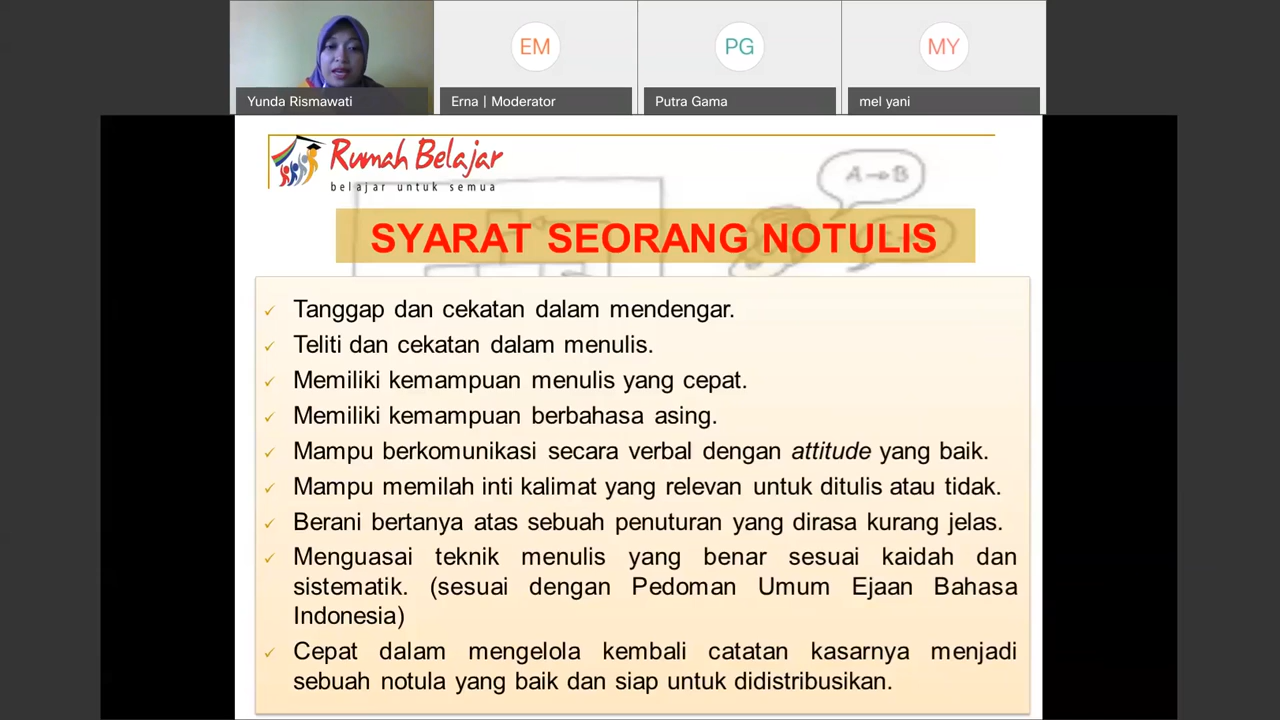 EM
PG
MY
Yunda Rismawati
Erna | Moderator
Putra Gama
mel yani
Rumah Belajar
belajar untuk semua
A→B
SYARAT SEORANG NOTULIS
✓ Tanggap dan cekatan dalam mendengar.
✓ Teliti dan cekatan dalam menulis.
✓ Memiliki kemampuan menulis yang cepat.
✓ Memiliki kemampuan berbahasa asing.
✓ Mampu berkomunikasi secara verbal dengan attitude yang baik.
✓ Mampu memilah inti kalimat yang relevan untuk ditulis atau tidak.
✓ Berani bertanya atas sebuah penuturan yang dirasa kurang jelas.
✓ Menguasai teknik menulis yang benar sesuai kaidah dan
sistematik. (sesuai dengan Pedoman Umum Ejaan Bahasa
Indonesia)
✓ Cepat dalam mengelola kembali catatan kasarnya menjadi
sebuah notula yang baik dan siap untuk didistribusikan.